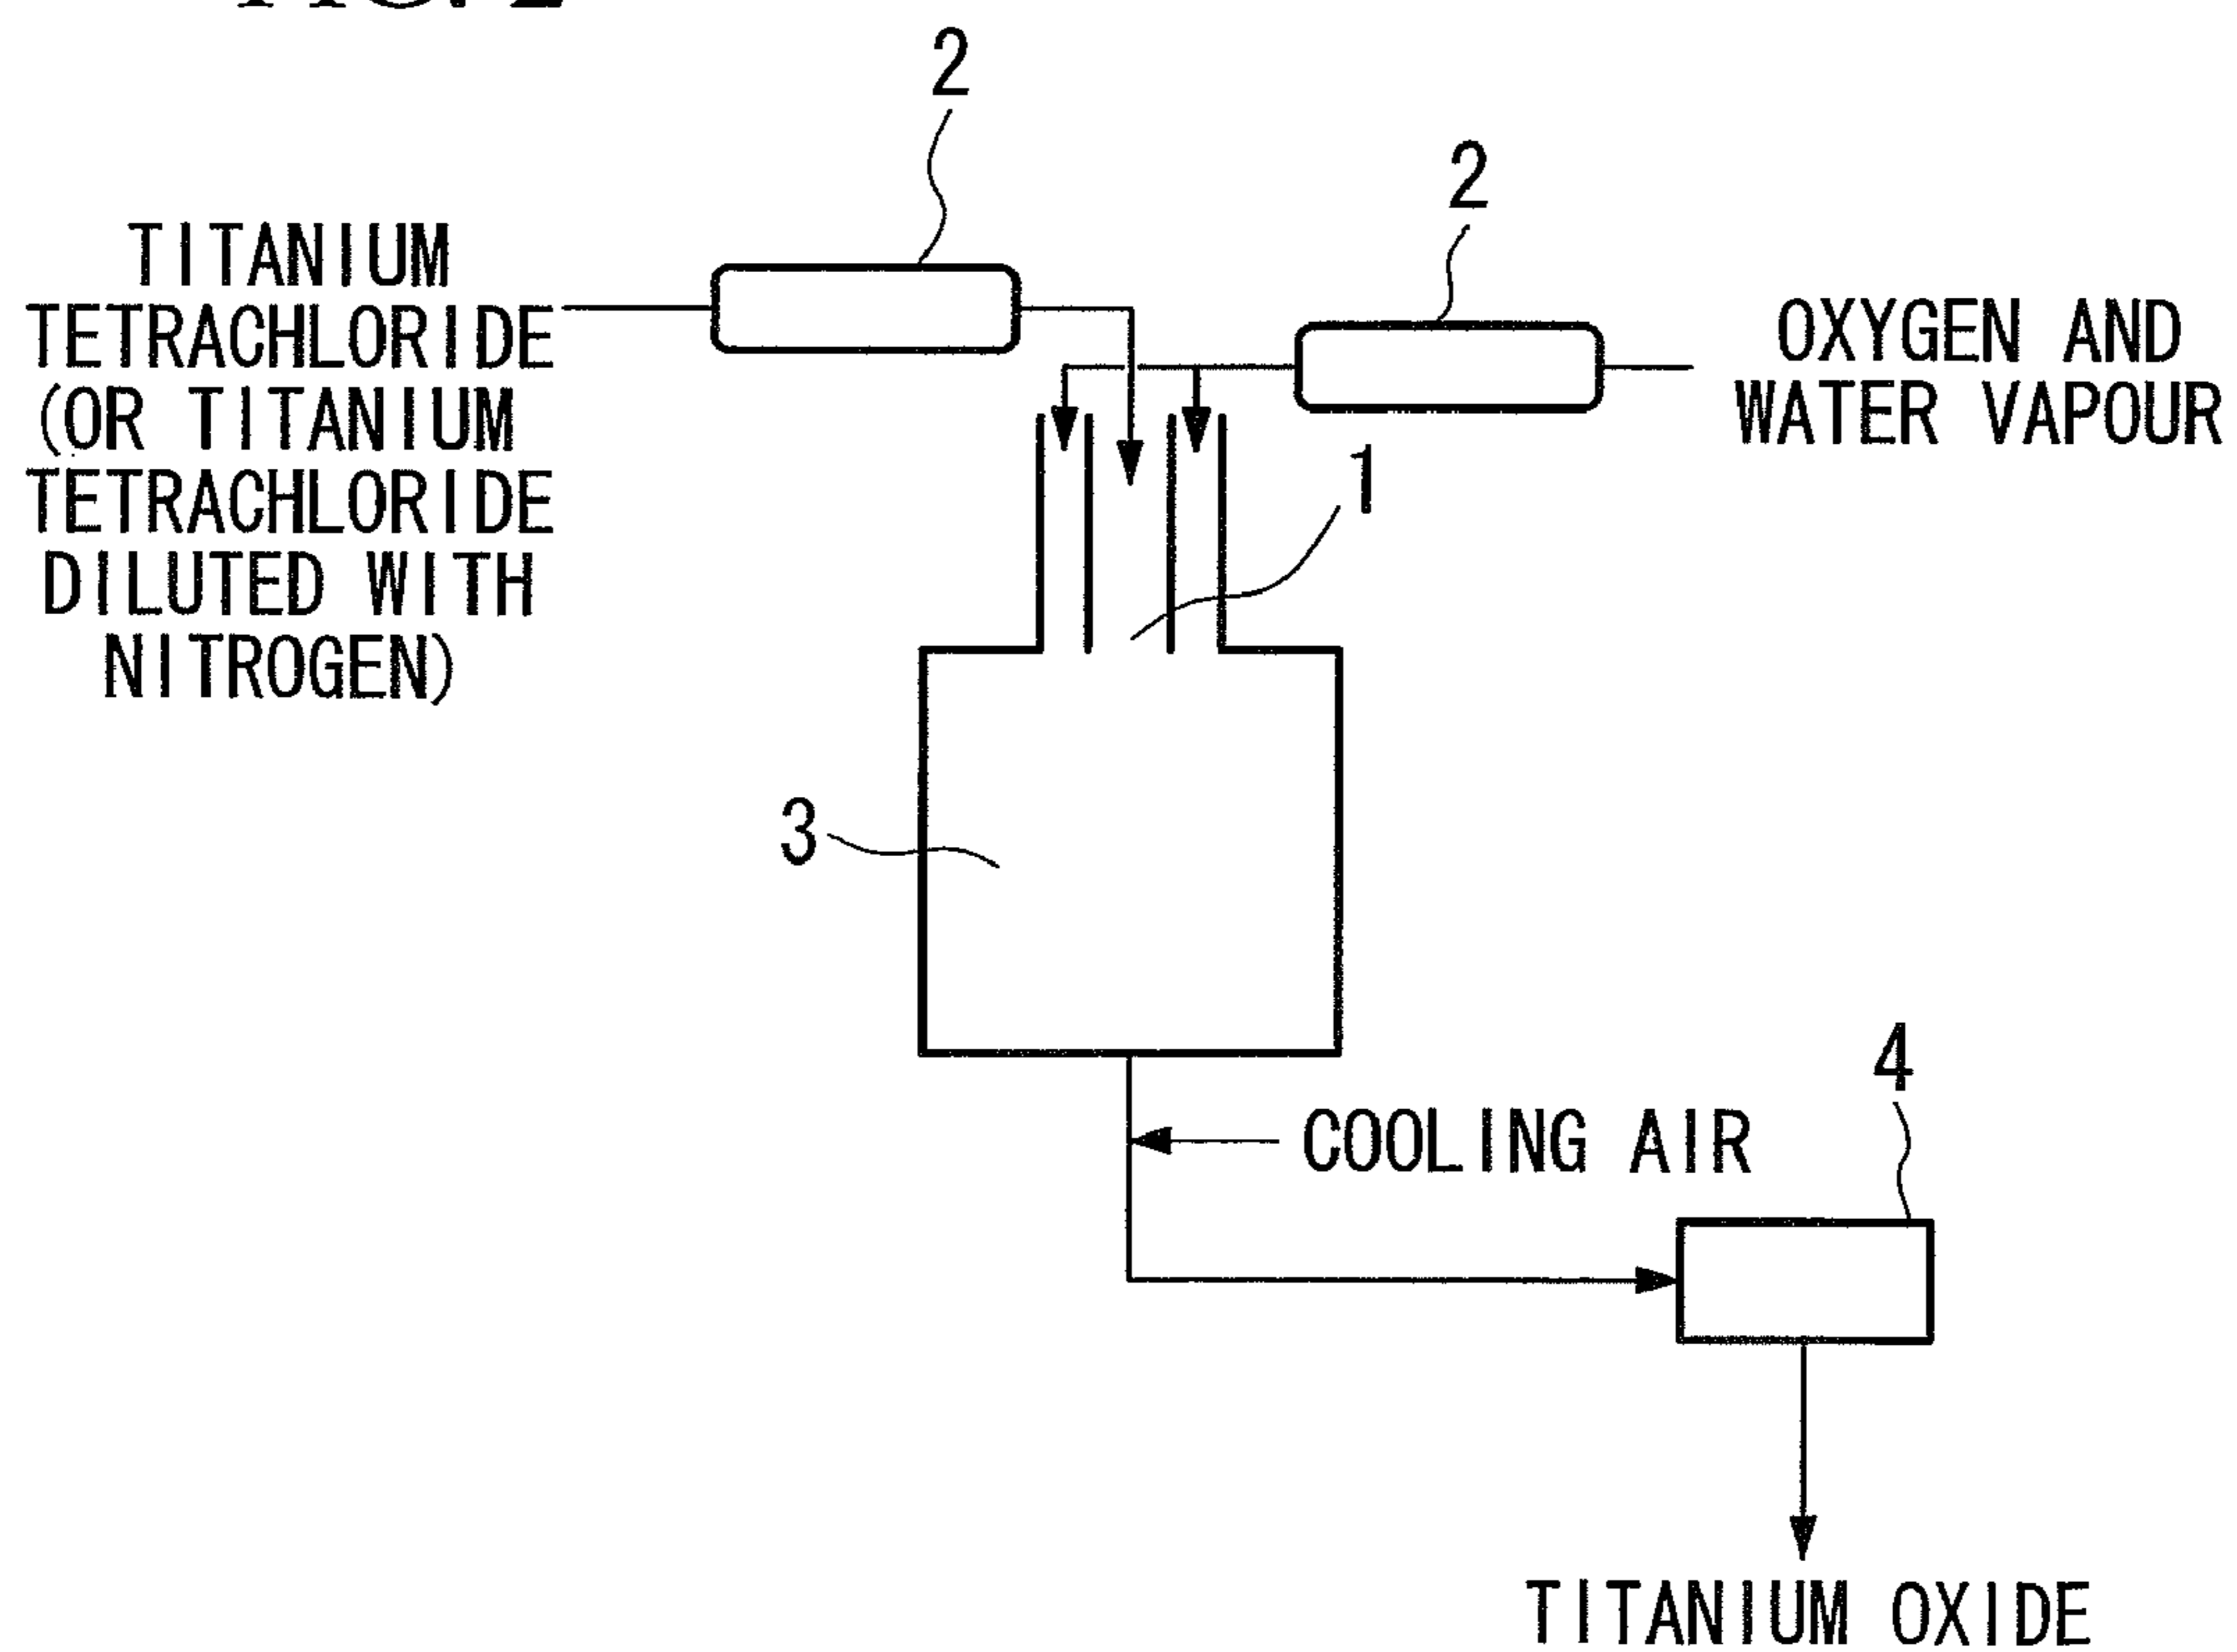 2
2
TITANIUM
TETRACHLORIDE
(OR TITANIUM
TETRACHLORIDE
DILUTED WITH
NITROGEN)
OXYGEN AND
WATER VAPOUR
1
3
4
COOLING AIR
TITANIUM OXIDE